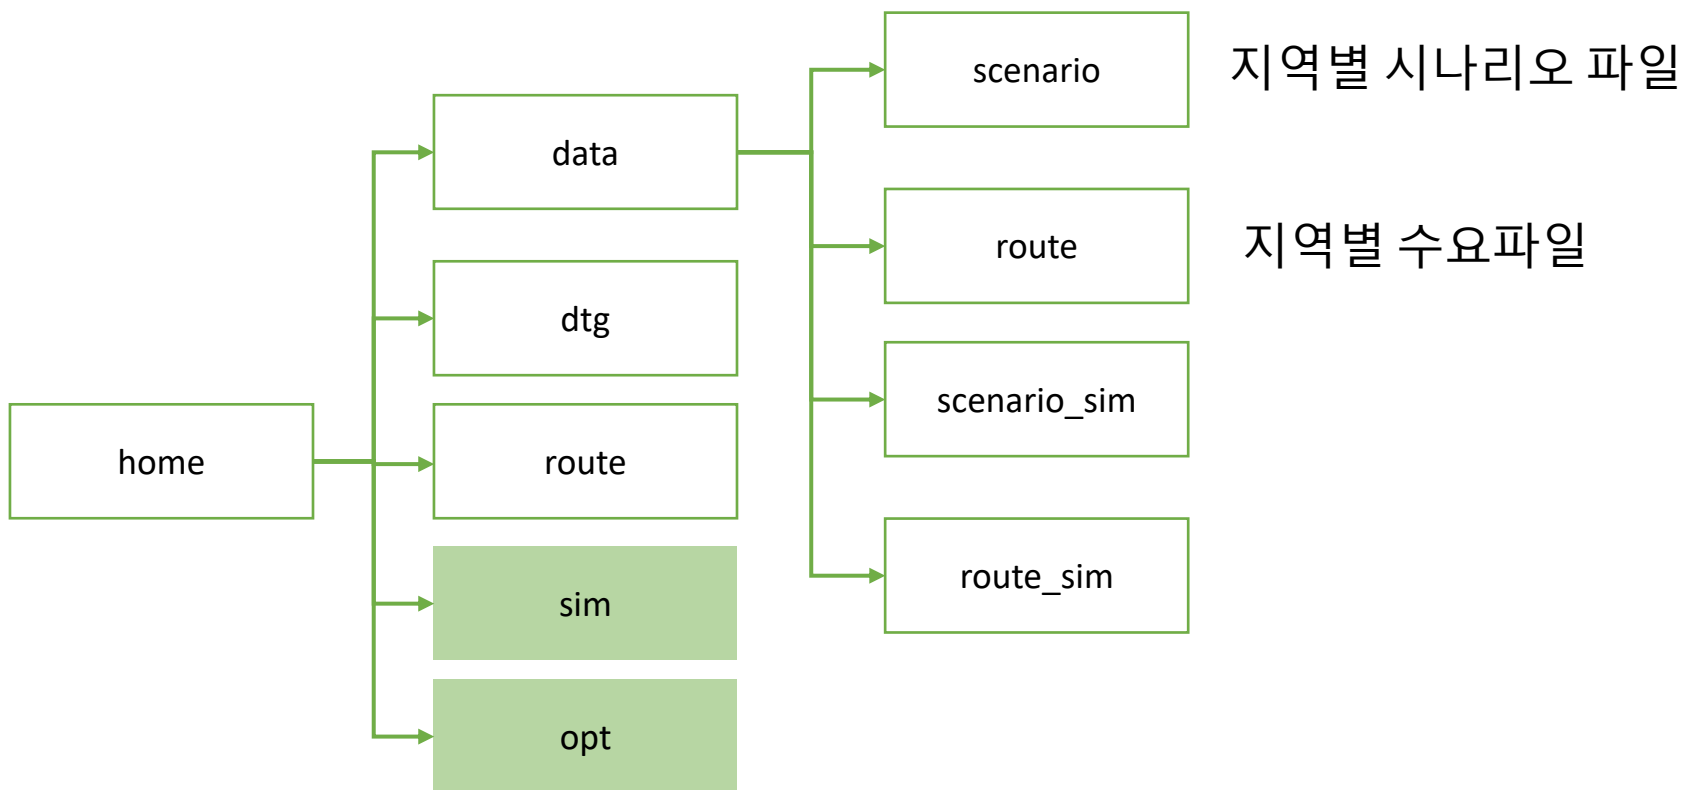 scenario
지역별 시나리오 파일
data
route
지역별 수요파일
dtg
scenario_sim
home
route
route_sim
sim
opt